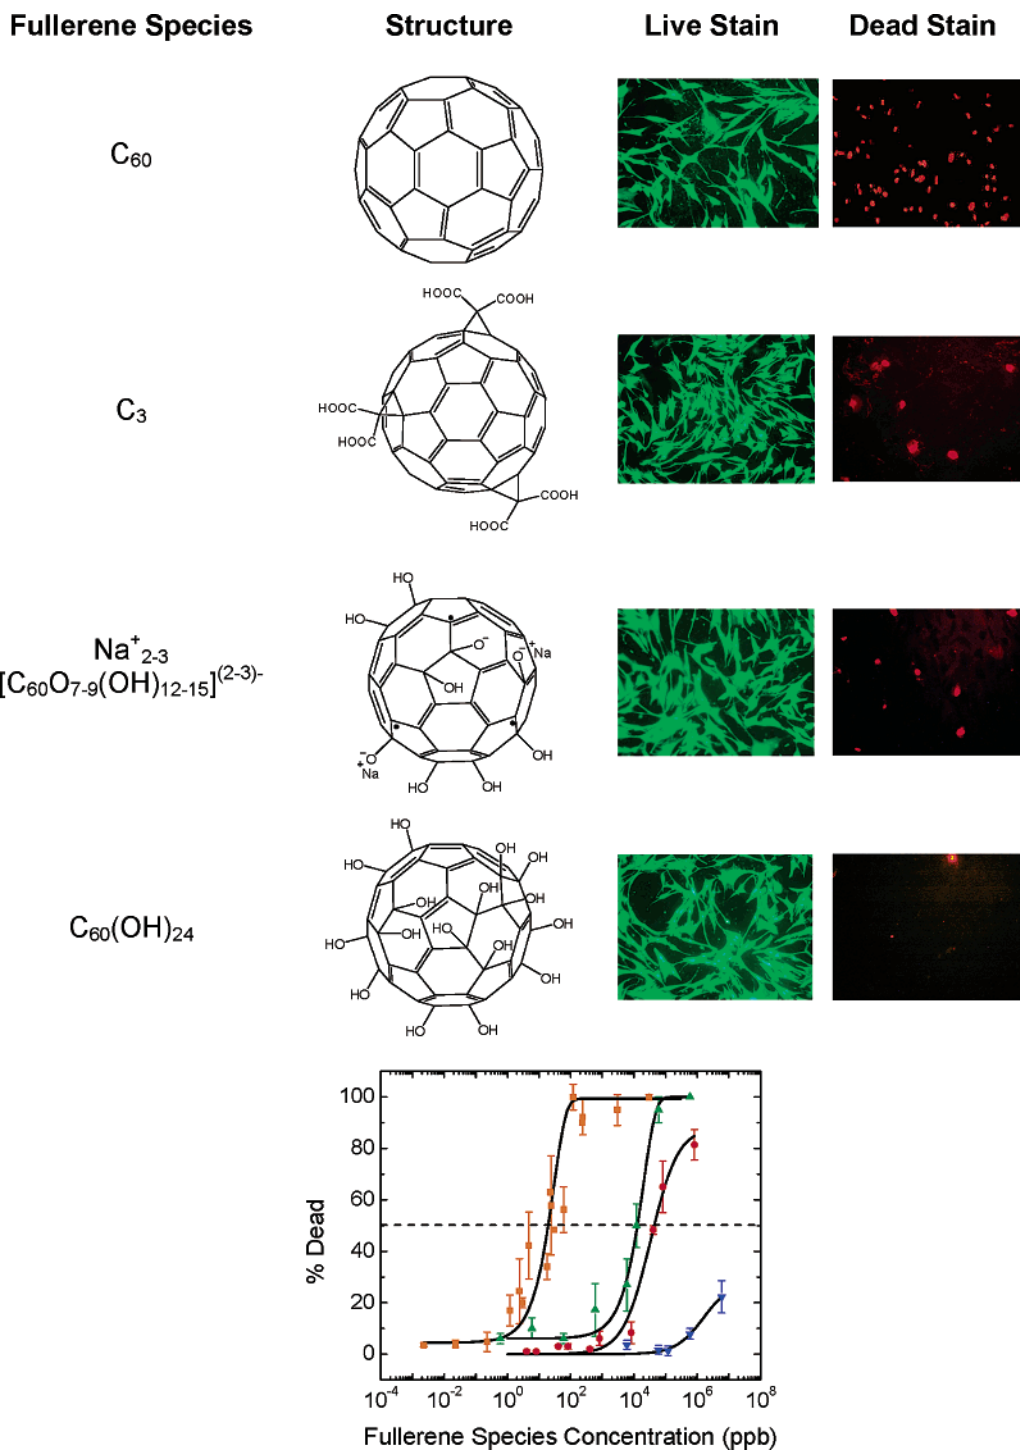 Fullerene Species Structure Live Stain Dead Stain
C60
HOOC COOH
C3
HOOC
HOOC
COOH
HOOC
HO
HO
Na+2-3
[C60O7-9(OH)12-15](2-3)-
O− O− +Na
OH
O− +Na
OH
HO OH
HO
HO
OH OH
OH OH OH
C60(OH)24
HO OH HO OH
OH
HO OH
HO OH
HO OH
% Dead
100
80
60
40
20
0
10-4 10-2 100 102 104 106 108
Fullerene Species Concentration (ppb)